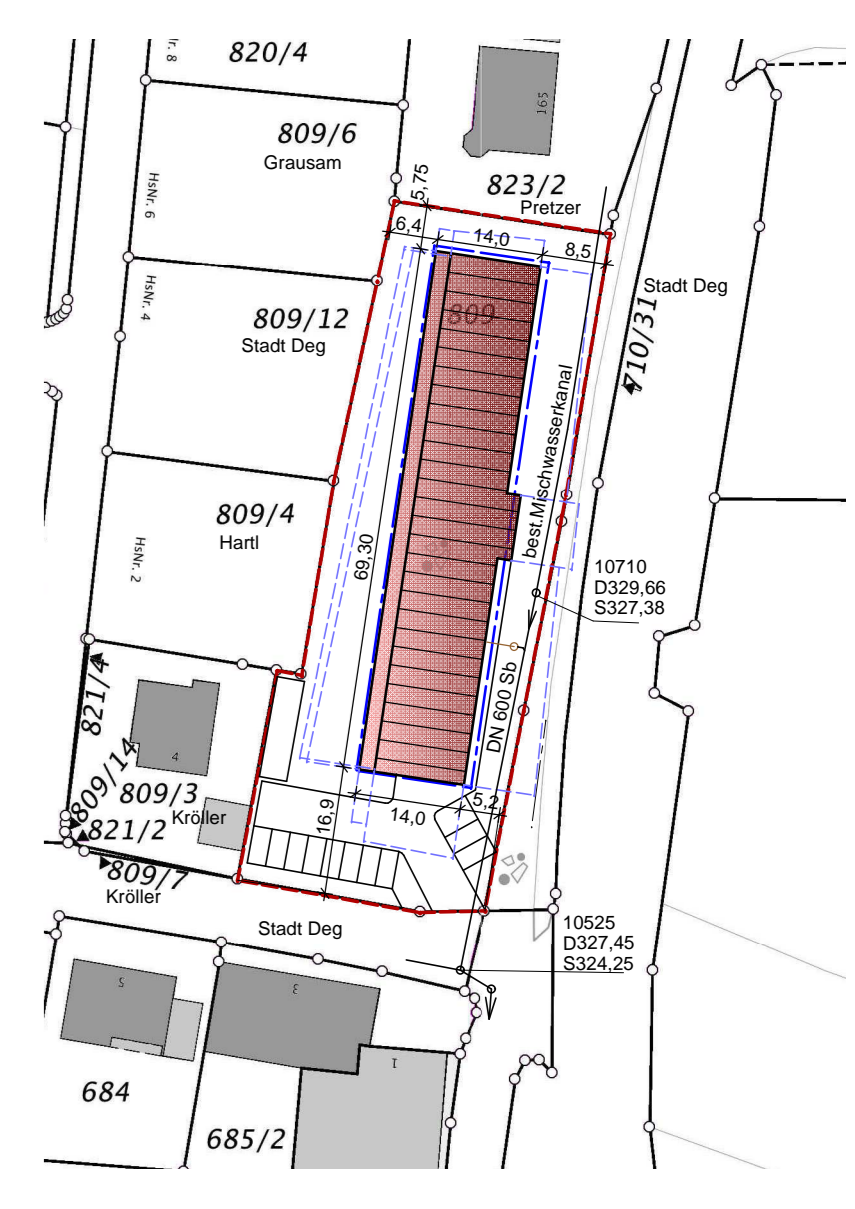 Nr. 8
820/4
165
809/6
Grausam
HsNr. 6
823/2
Pretzer
5,75
6,4
14,0
8,5
Stadt Deg
710/31
HsNr. 4
809/12
Stadt Deg
809
best.Mischwasserkanal
809/4
Hartl
HsNr. 2
69,30
10710
D329,66
S327,38
821/4
DN 600 Sb
4
809/14
809/3
Kröller
821/2
16,9
14,0
5,2
809/7
Kröller
Stadt Deg
10525
D327,45
S324,25
5
3
1
684
685/2